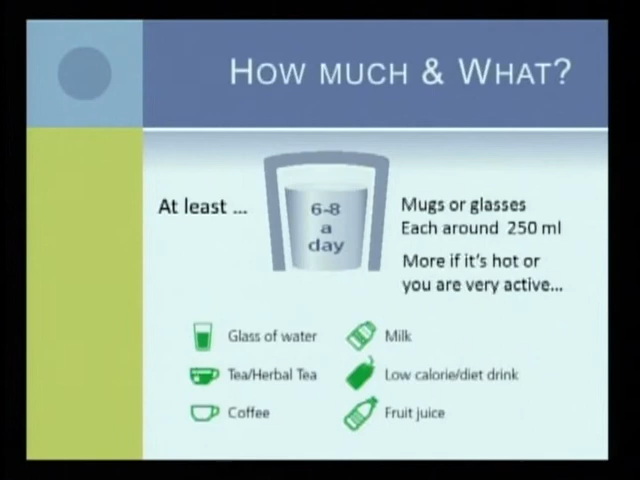 HOW MUCH & WHAT?
At least ...
6-8
a
day
Mugs or glasses
Each around 250 ml
More if it's hot or
you are very active...
Glass of water
Milk
Tea/Herbal Tea
Low calorie/diet drink
Coffee
Fruit juice